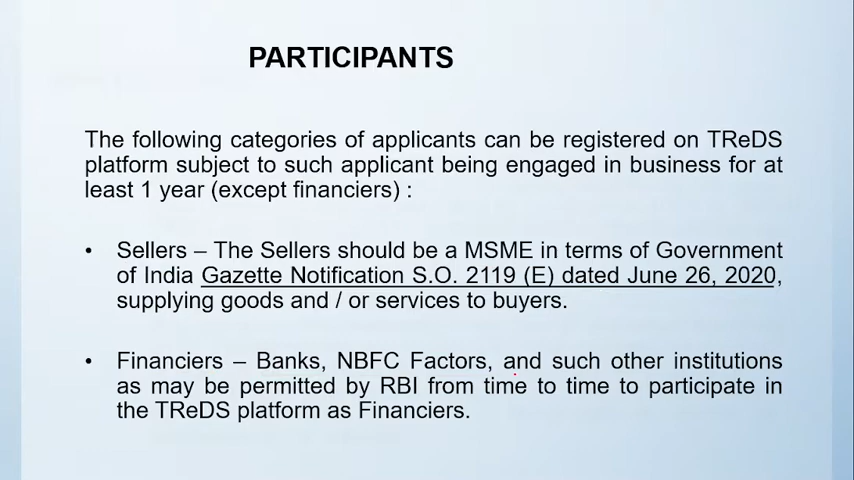 PARTICIPANTS
The following categories of applicants can be registered on TReDS
platform subject to such applicant being engaged in business for at
least 1 year (except financiers) :
• Sellers – The Sellers should be a MSME in terms of Government
of India Gazette Notification S.O. 2119 (E) dated June 26, 2020,
supplying goods and / or services to buyers.
• Financiers – Banks, NBFC Factors, and such other institutions
as may be permitted by RBI from time to time to participate in
the TReDS platform as Financiers.